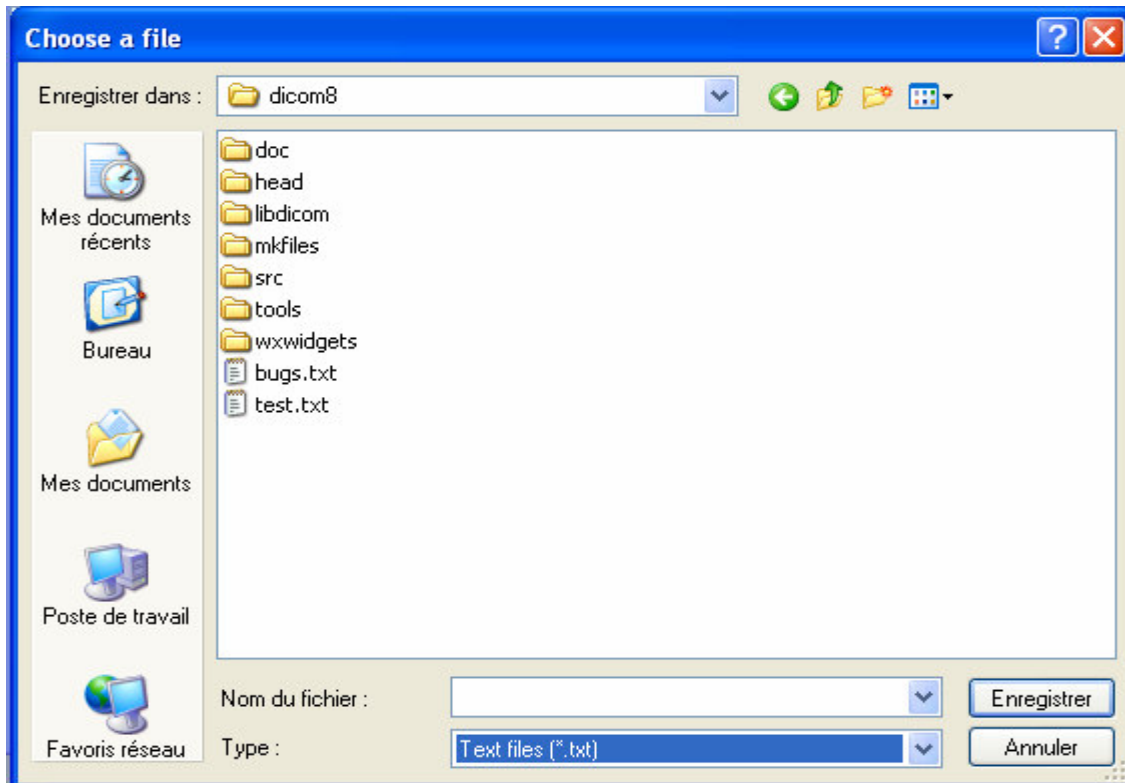 Choose a file
Enregistrer dans :
dicom8
Mes documents
récents
Bureau
Mes documents
Poste de travail
Favoris réseau
doc
head
libdicom
mkfiles
src
tools
wxwidgets
bugs.txt
test.txt
Nom du fichier :
Enregistrer
Type :
Text files (*.txt)
Annuler